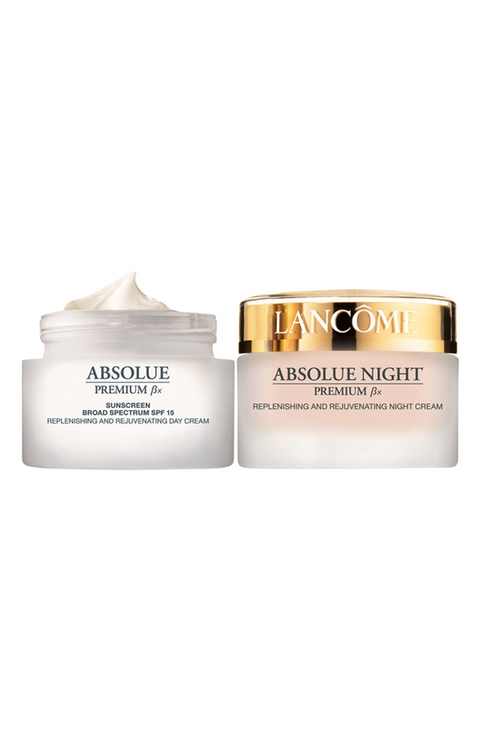 ABSOLUE
PREMIUM βx
SUNSCREEN
BROAD SPECTRUM SPF 15
REPLENISHING AND REJUVENATING DAY CREAM
LANCÔME
ABSOLUE NIGHT
PREMIUM βx
REPLENISHING AND REJUVENATING NIGHT CREAM